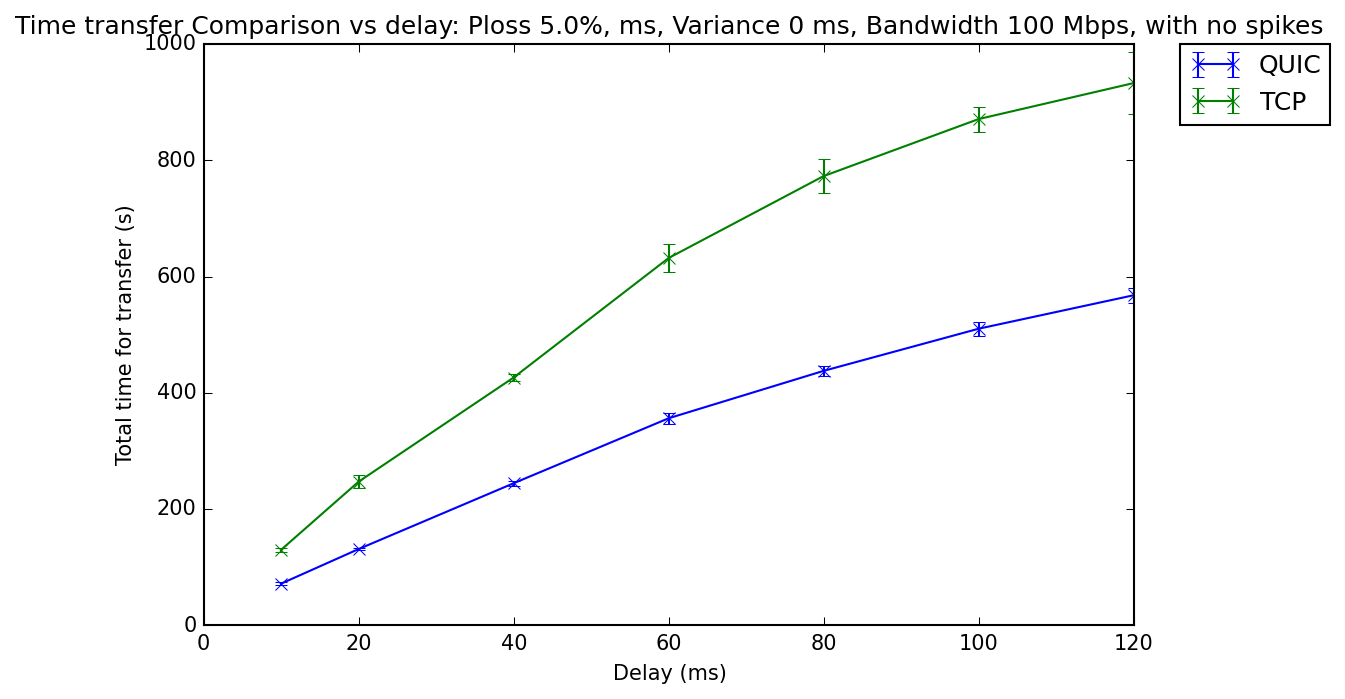 Time transfer Comparison vs delay: Ploss 5.0%, ms, Variance 0 ms, Bandwidth 100 Mbps, with no spikes
QUIC
TCP
1000
800
600
400
200
0
Total time for transfer (s)
0 20 40 60 80 100 120
Delay (ms)